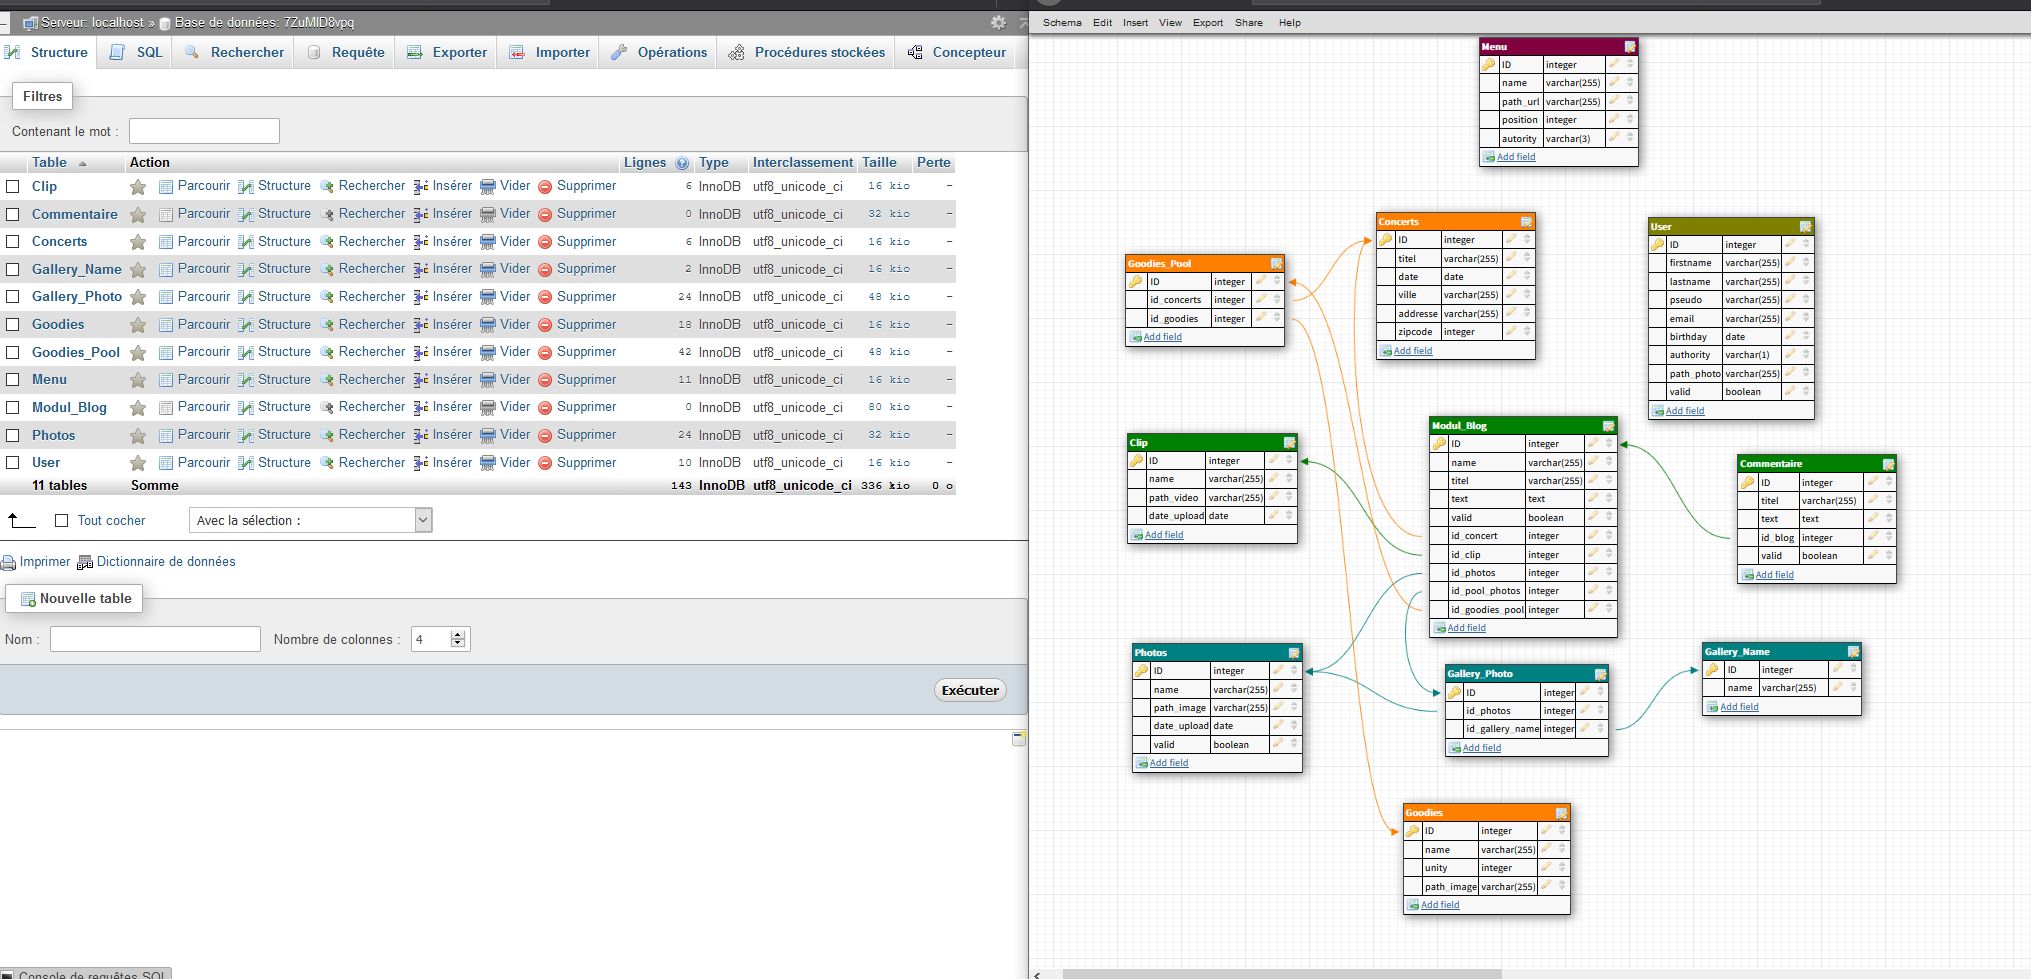 Serveur: localhost » Base de données: 7ZuMlD8vpq
Structure SQL Rechercher Requête Exporter Importer Opérations Procédures stockées Concepteur
Filtres
Contenant le mot :
Table Action Lignes Type Interclassement Taille Perte
Clip Parcourir Structure Rechercher Insérer Vider Supprimer 6 InnoDB utf8_unicode_ci 16 kio -
Commentaire Parcourir Structure Rechercher Insérer Vider Supprimer 0 InnoDB utf8_unicode_ci 32 kio -
Concerts Parcourir Structure Rechercher Insérer Vider Supprimer 6 InnoDB utf8_unicode_ci 16 kio -
Gallery_Name Parcourir Structure Rechercher Insérer Vider Supprimer 2 InnoDB utf8_unicode_ci 16 kio -
Gallery_Photo Parcourir Structure Rechercher Insérer Vider Supprimer 24 InnoDB utf8_unicode_ci 48 kio -
Goodies Parcourir Structure Rechercher Insérer Vider Supprimer 18 InnoDB utf8_unicode_ci 16 kio -
Goodies_Pool Parcourir Structure Rechercher Insérer Vider Supprimer 42 InnoDB utf8_unicode_ci 48 kio -
Menu Parcourir Structure Rechercher Insérer Vider Supprimer 11 InnoDB utf8_unicode_ci 16 kio -
Modul_Blog Parcourir Structure Rechercher Insérer Vider Supprimer 0 InnoDB utf8_unicode_ci 80 kio -
Photos Parcourir Structure Rechercher Insérer Vider Supprimer 24 InnoDB utf8_unicode_ci 32 kio -
User Parcourir Structure Rechercher Insérer Vider Supprimer 10 InnoDB utf8_unicode_ci 16 kio -
11 tables Somme 143 InnoDB utf8_unicode_ci 336 kio 0 o
Tout cocher Avec la sélection :
Imprimer Dictionnaire de données
Nouvelle table
Nom : Nombre de colonnes : 4
Exécuter
Console de requêtes SQL
Schema Edit Insert View Export Share Help
Menu
ID integer
name varchar(255)
path_url varchar(255)
position integer
autority varchar(3)
Add field
Concerts
ID integer
titel varchar(255)
date date
ville varchar(255)
addresse varchar(255)
zipcode integer
Add field
User
ID integer
firstname varchar(255)
lastname varchar(255)
pseudo varchar(255)
email varchar(255)
birthday date
authority varchar(1)
path_photo varchar(255)
valid boolean
Add field
Goodies_Pool
ID integer
id_concerts integer
id_goodies integer
Add field
Clip
ID integer
name varchar(255)
path_video varchar(255)
date_upload date
Add field
Modul_Blog
ID integer
name varchar(255)
titel varchar(255)
text text
valid boolean
id_concert integer
id_clip integer
id_photos integer
id_pool_photos integer
id_goodies_pool integer
Add field
Commentaire
ID integer
titel varchar(255)
text text
id_blog integer
valid boolean
Add field
Photos
ID integer
name varchar(255)
path_image varchar(255)
date_upload date
valid boolean
Add field
Gallery_Photo
ID integer
id_photos integer
id_gallery_name integer
Add field
Gallery_Name
ID integer
name varchar(255)
Add field
Goodies
ID integer
name varchar(255)
unity integer
path_image varchar(255)
Add field